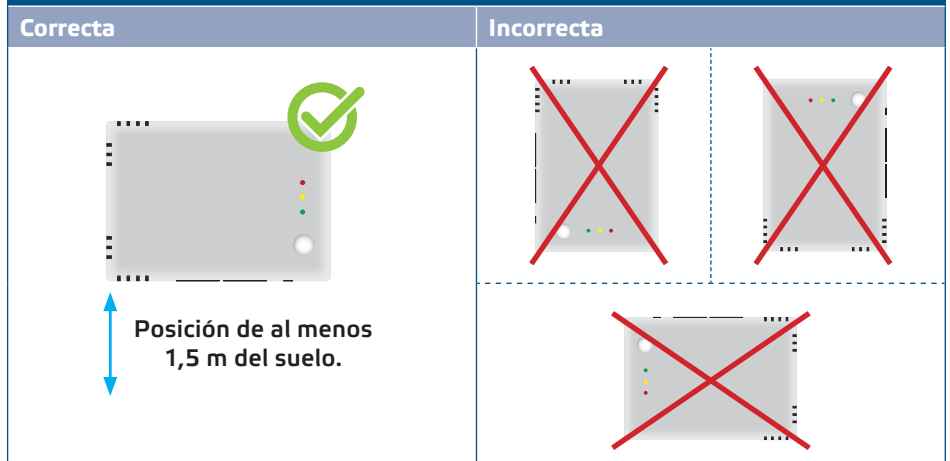 Correcta
Incorrecta
Posición de al menos
1,5 m del suelo.